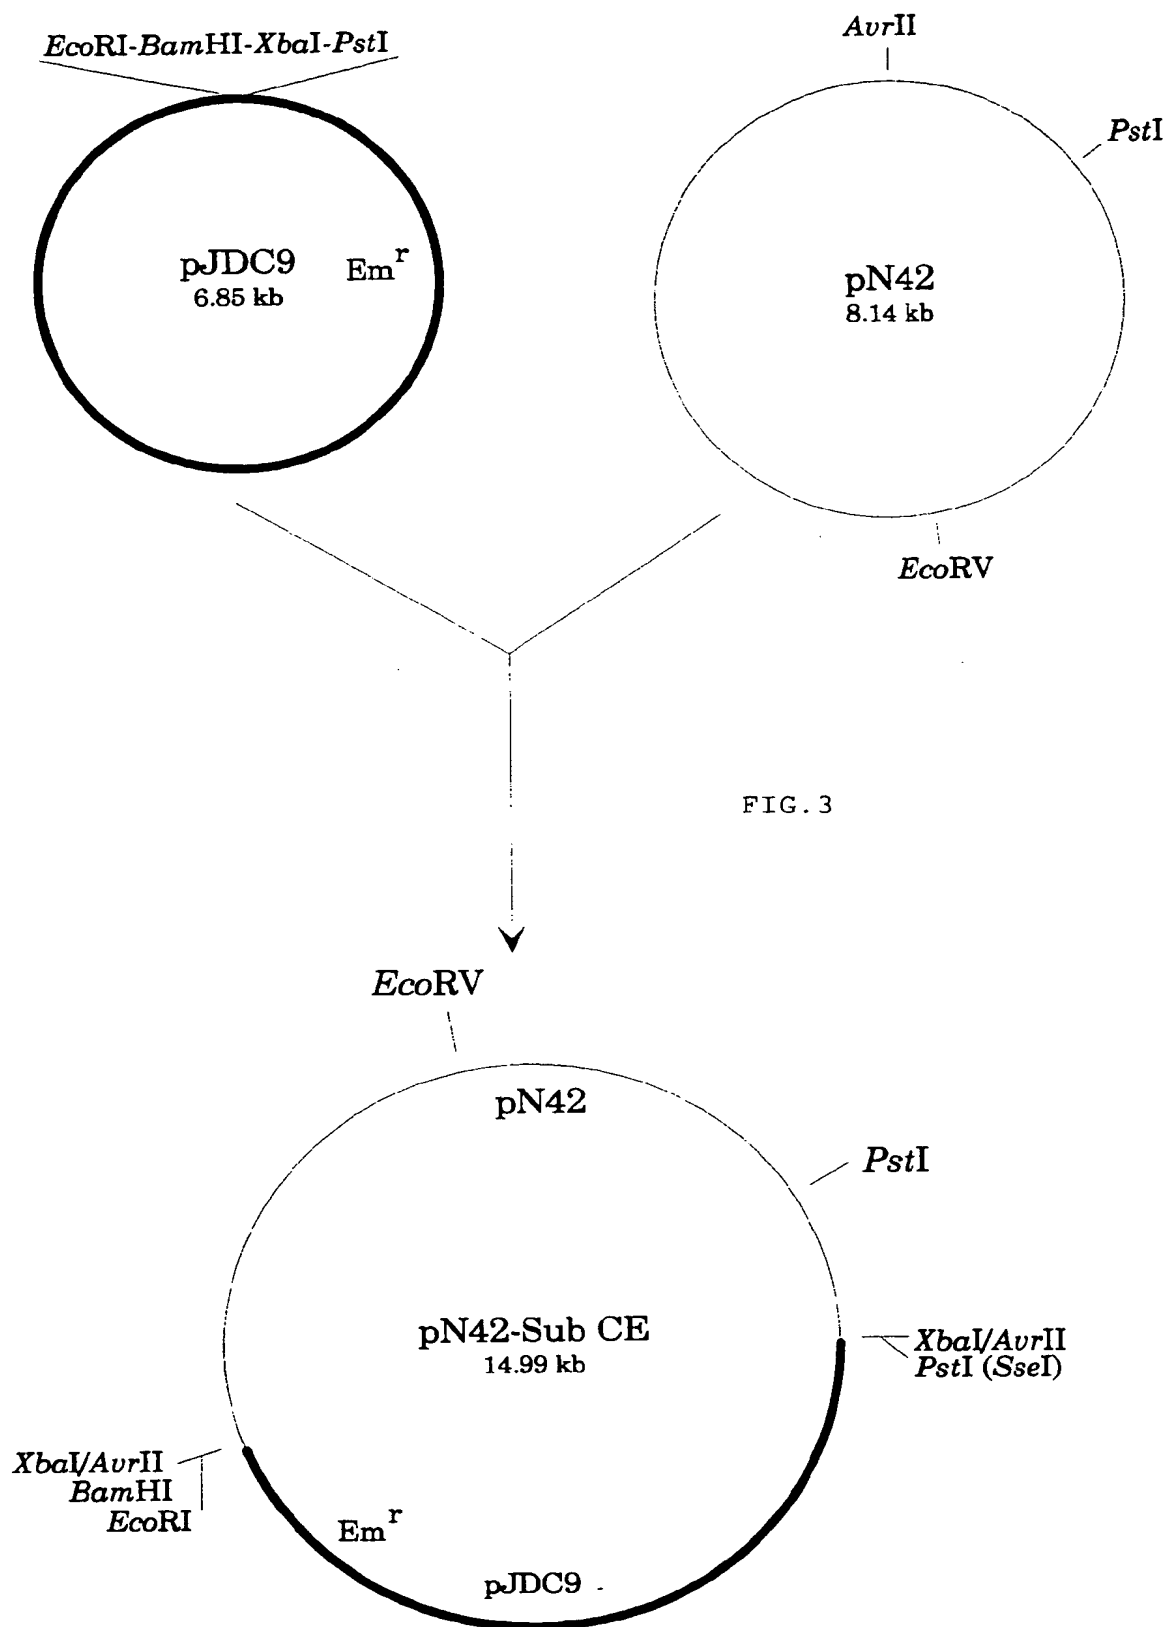 EcoRI-BamHI-XbaI-PstI
AvrII
PstI
pJDC9
6.85 kb
Em^r
pN42
8.14 kb
EcoRV
FIG.3
EcoRV
pN42
PstI
pN42-Sub CE
14.99 kb
XbaI/AvrII
PstI (SseI)
XbaI/AvrII
BamHI
EcoRI
Em^r
pJDC9